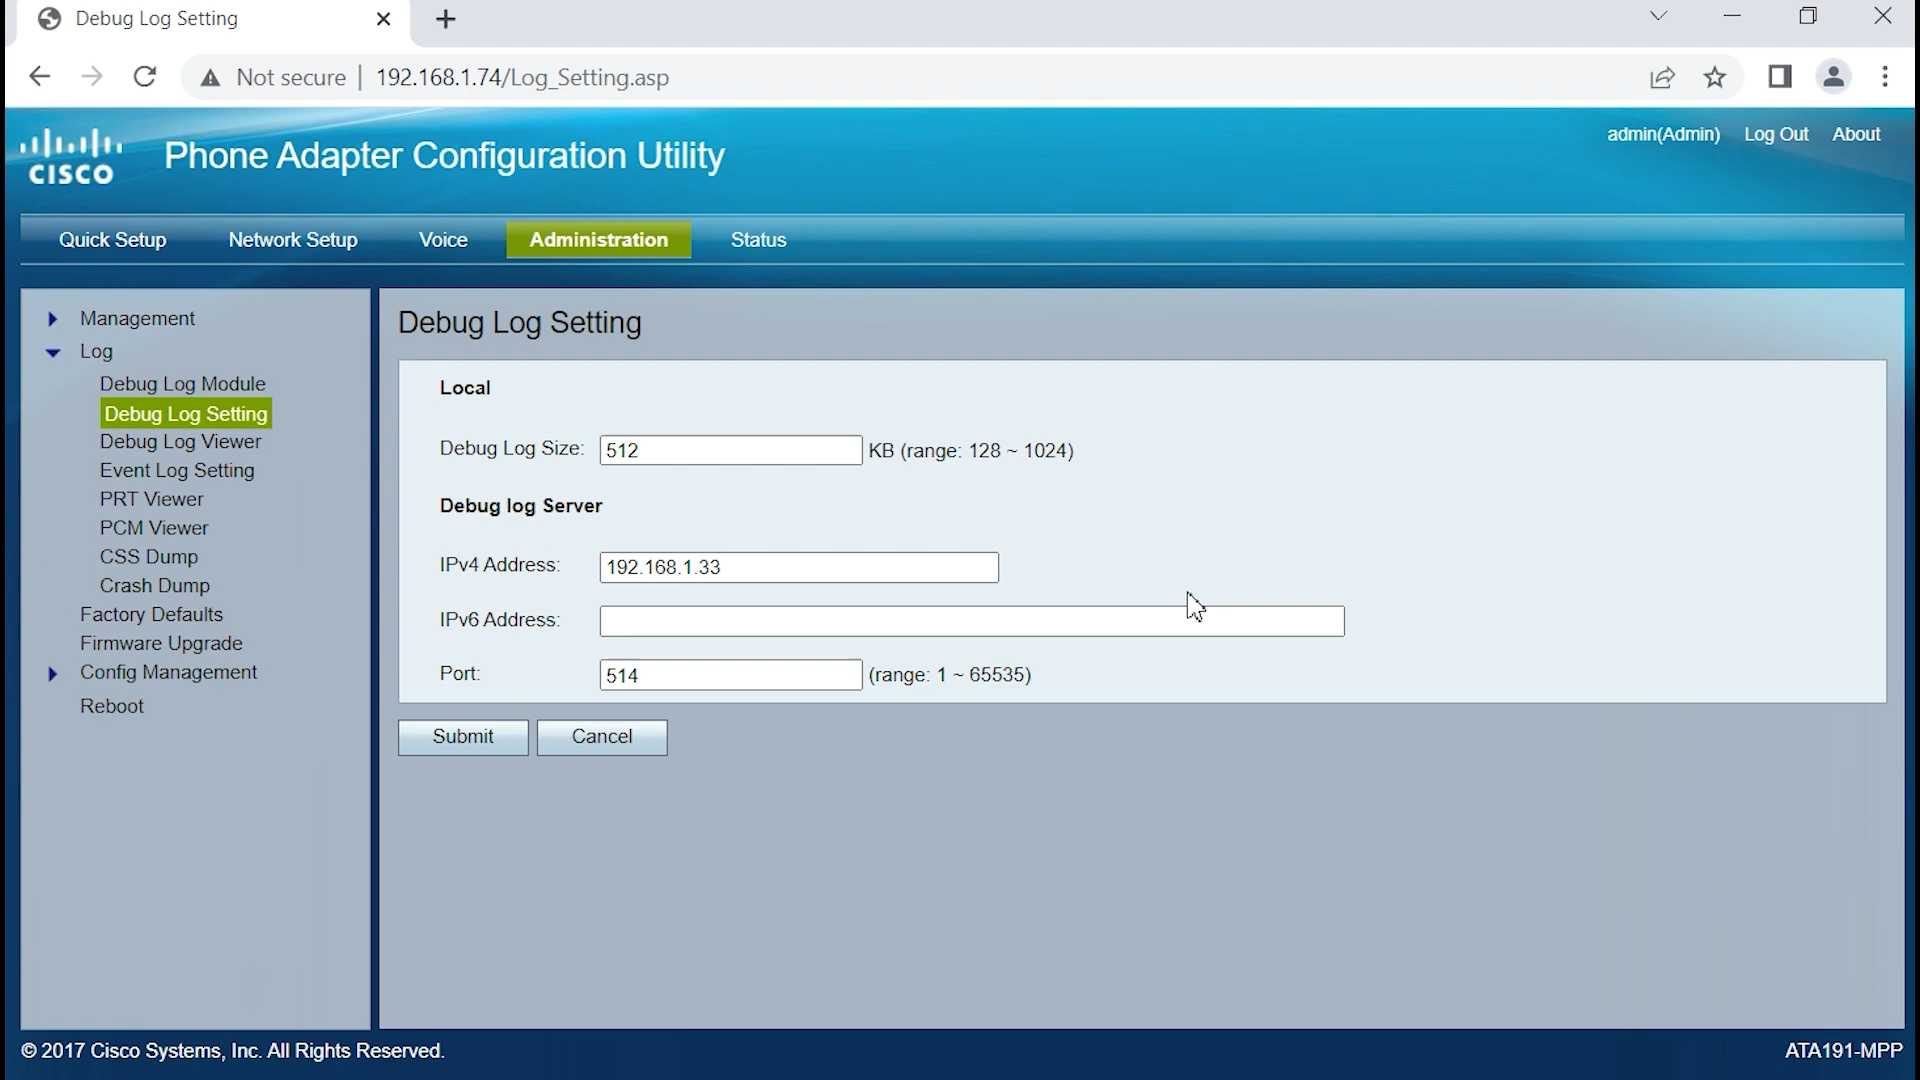 Debug Log Setting
Not secure | 192.168.1.74/Log_Setting.asp
CISCO
Phone Adapter Configuration Utility
admin(Admin) Log Out About
Quick Setup Network Setup Voice Administration Status
Management
Log
Debug Log Module
Debug Log Setting
Debug Log Viewer
Event Log Setting
PRT Viewer
PCM Viewer
CSS Dump
Crash Dump
Factory Defaults
Firmware Upgrade
Config Management
Reboot
Debug Log Setting
Local
Debug Log Size: 512 KB (range: 128 ~ 1024)
Debug log Server
IPv4 Address: 192.168.1.33
IPv6 Address:
Port: 514 (range: 1 ~ 65535)
Submit Cancel
© 2017 Cisco Systems, Inc. All Rights Reserved.
ATA191-MPP